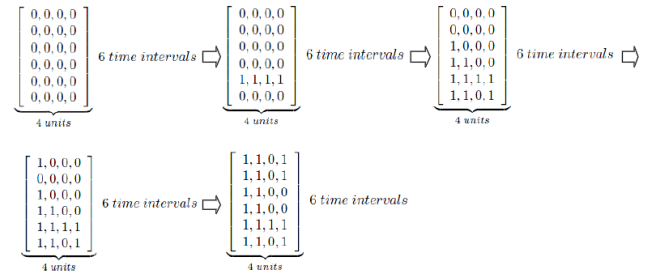 0, 0, 0, 0
0, 0, 0, 0
0, 0, 0, 0
0, 0, 0, 0
0, 0, 0, 0
0, 0, 0, 0
6 time intervals
4 units
0, 0, 0, 0
0, 0, 0, 0
0, 0, 0, 0
0, 0, 0, 0
1, 1, 1, 1
0, 0, 0, 0
6 time intervals
4 units
0, 0, 0, 0
0, 0, 0, 0
1, 0, 0, 0
1, 1, 0, 0
1, 1, 1, 1
1, 1, 0, 1
6 time intervals
4 units
1, 0, 0, 0
0, 0, 0, 0
1, 0, 0, 0
1, 1, 0, 0
1, 1, 1, 1
1, 1, 0, 1
6 time intervals
4 units
1, 1, 0, 1
1, 1, 0, 1
1, 1, 0, 0
1, 1, 0, 0
1, 1, 1, 1
1, 1, 0, 1
6 time intervals
4 units